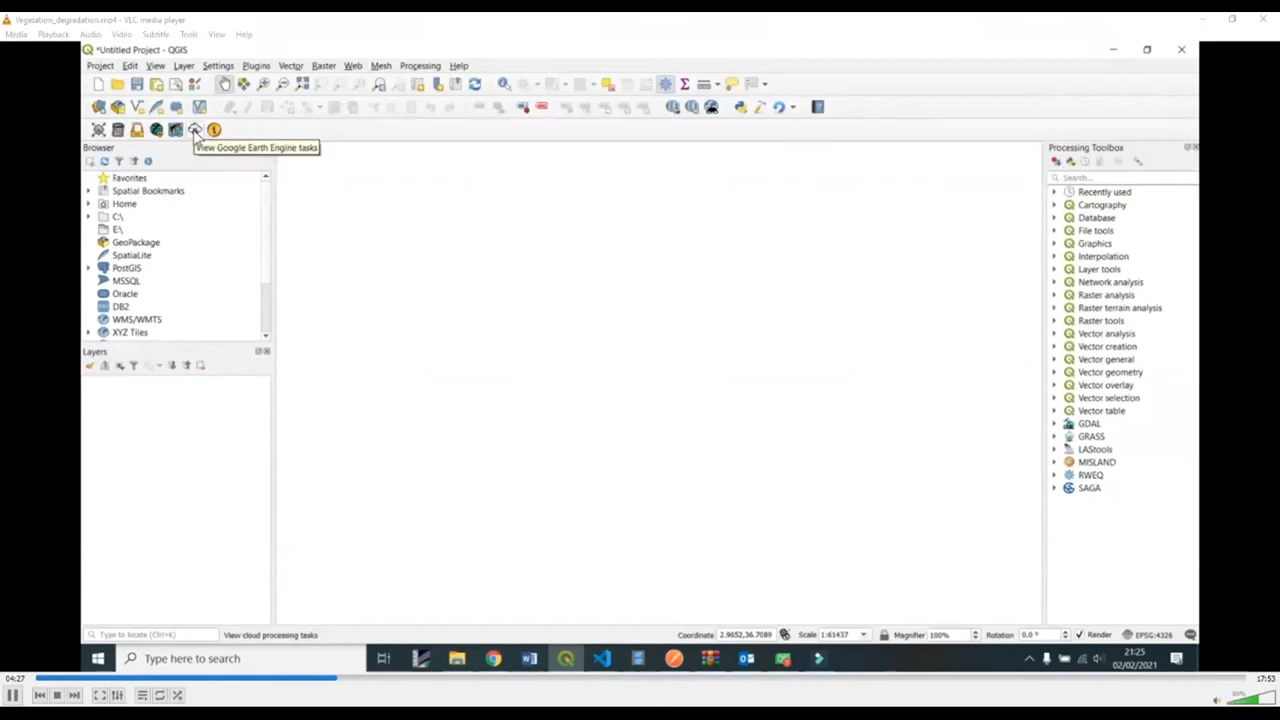 Vegetation_degradation.mp4 - VLC media player
Media Playback Audio Video Subtitle Tools View Help
*Untitled Project - QGIS
Project Edit View Layer Settings Plugins Vector Raster Web Mesh Processing Help
View Google Earth Engine tasks
Browser
Favorites
Spatial Bookmarks
Home
C:\
E:\
GeoPackage
SpatiaLite
PostGIS
MSSQL
Oracle
DB2
WMS/WMTS
XYZ Tiles
Layers
Processing Toolbox
Search...
Recently used
Cartography
Database
File tools
Graphics
Interpolation
Layer tools
Network analysis
Raster analysis
Raster terrain analysis
Raster tools
Vector analysis
Vector creation
Vector general
Vector geometry
Vector overlay
Vector selection
Vector table
GDAL
GRASS
LAStools
MISLAND
RWEQ
SAGA
Type to locate (Ctrl+K) View cloud processing tasks Coordinate 2.9652,36.7089 Scale 1:61437 Magnifier 100% Rotation 0.0 ° Render EPSG:4326
Type here to search
21:25
02/02/2021
04:27 17:53
80%